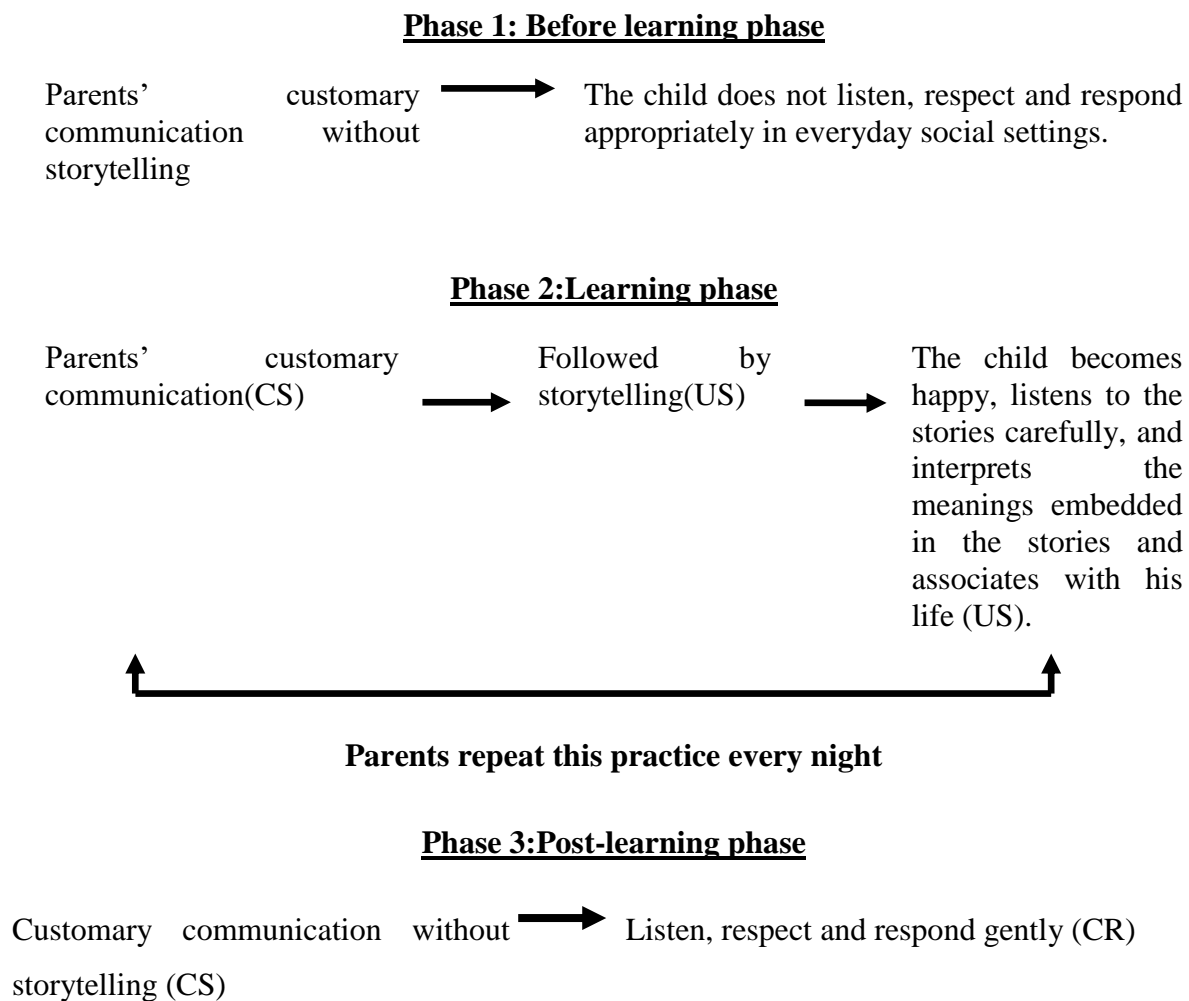 Phase 1: Before learning phase
Parents’ customary
communication without
storytelling
The child does not listen, respect and respond
appropriately in everyday social settings.
Phase 2:Learning phase
Parents’ customary
communication(CS)
Followed by
storytelling(US)
The child becomes
happy, listens to the
stories carefully, and
interprets the
meanings embedded
in the stories and
associates with his
life (US).
Parents repeat this practice every night
Phase 3:Post-learning phase
Customary communication without
storytelling (CS)
Listen, respect and respond gently (CR)